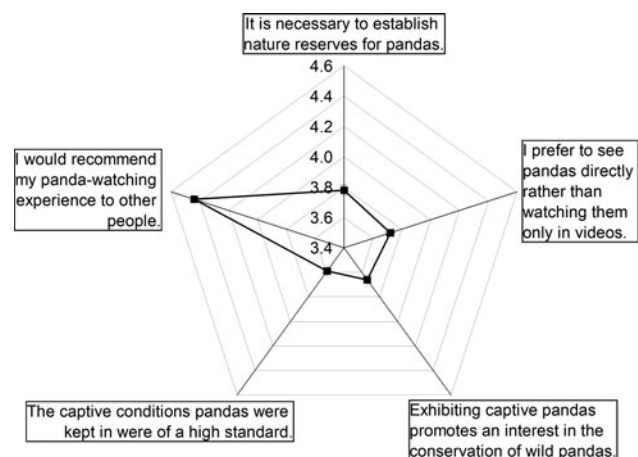 It is necessary to establish
nature reserves for pandas.
4.6
4.4
4.2
4.0
3.8
3.6
3.4
I would recommend
my panda-watching
experience to other
people.
I prefer to see
pandas directly
rather than
watching them
only in videos.
The captive conditions pandas were
kept in were of a high standard.
Exhibiting captive pandas
promotes an interest in the
conservation of wild pandas.